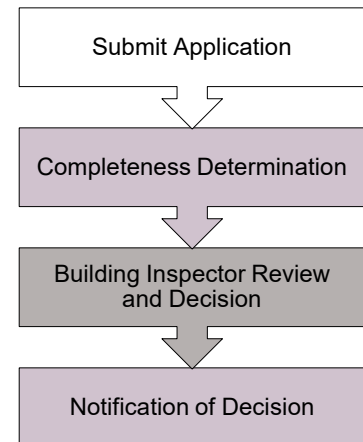 Submit Application
Completeness Determination
Building Inspector Review
and Decision
Notification of Decision